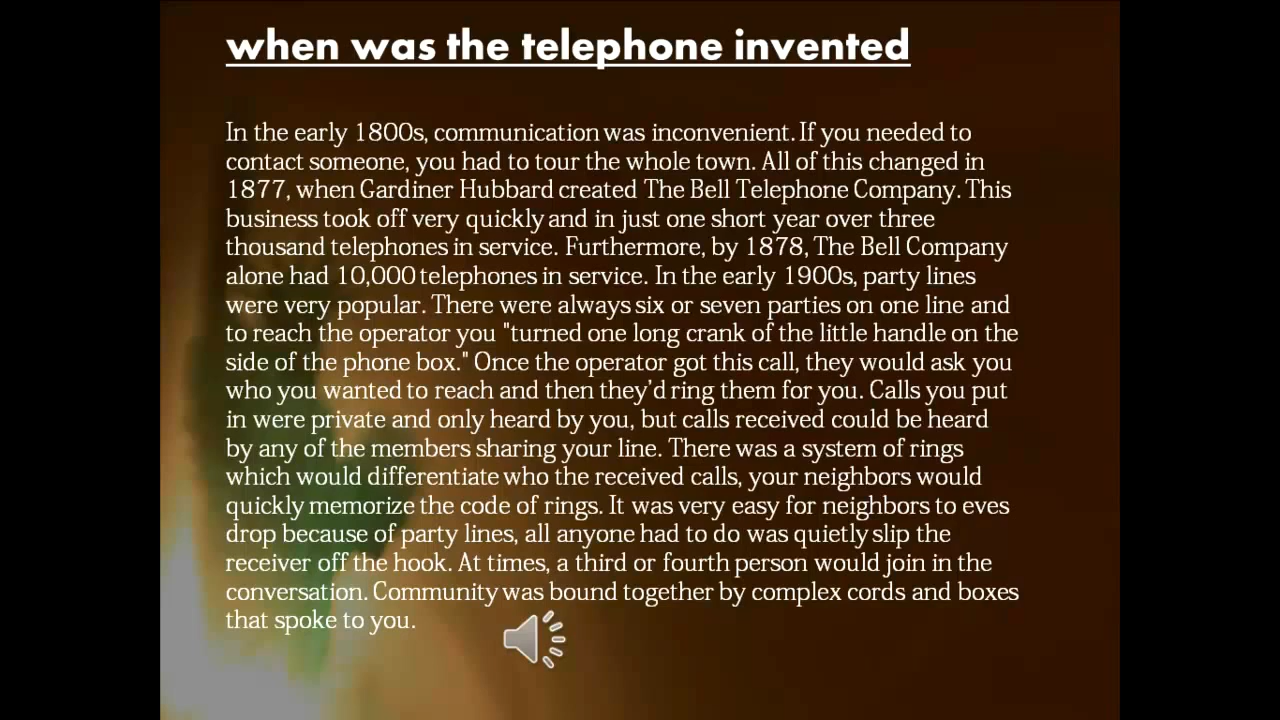 when was the telephone invented
In the early 1800s, communication was inconvenient. If you needed to
contact someone, you had to tour the whole town. All of this changed in
1877, when Gardiner Hubbard created The Bell Telephone Company. This
business took off very quickly and in just one short year over three
thousand telephones in service. Furthermore, by 1878, The Bell Company
alone had 10,000 telephones in service. In the early 1900s, party lines
were very popular. There were always six or seven parties on one line and
to reach the operator you "turned one long crank of the little handle on the
side of the phone box." Once the operator got this call, they would ask you
who you wanted to reach and then they'd ring them for you. Calls you put
in were private and only heard by you, but calls received could be heard
by any of the members sharing your line. There was a system of rings
which would differentiate who the received calls, your neighbors would
quickly memorize the code of rings. It was very easy for neighbors to eves
drop because of party lines, all anyone had to do was quietly slip the
receiver off the hook. At times, a third or fourth person would join in the
conversation. Community was bound together by complex cords and boxes
that spoke to you.